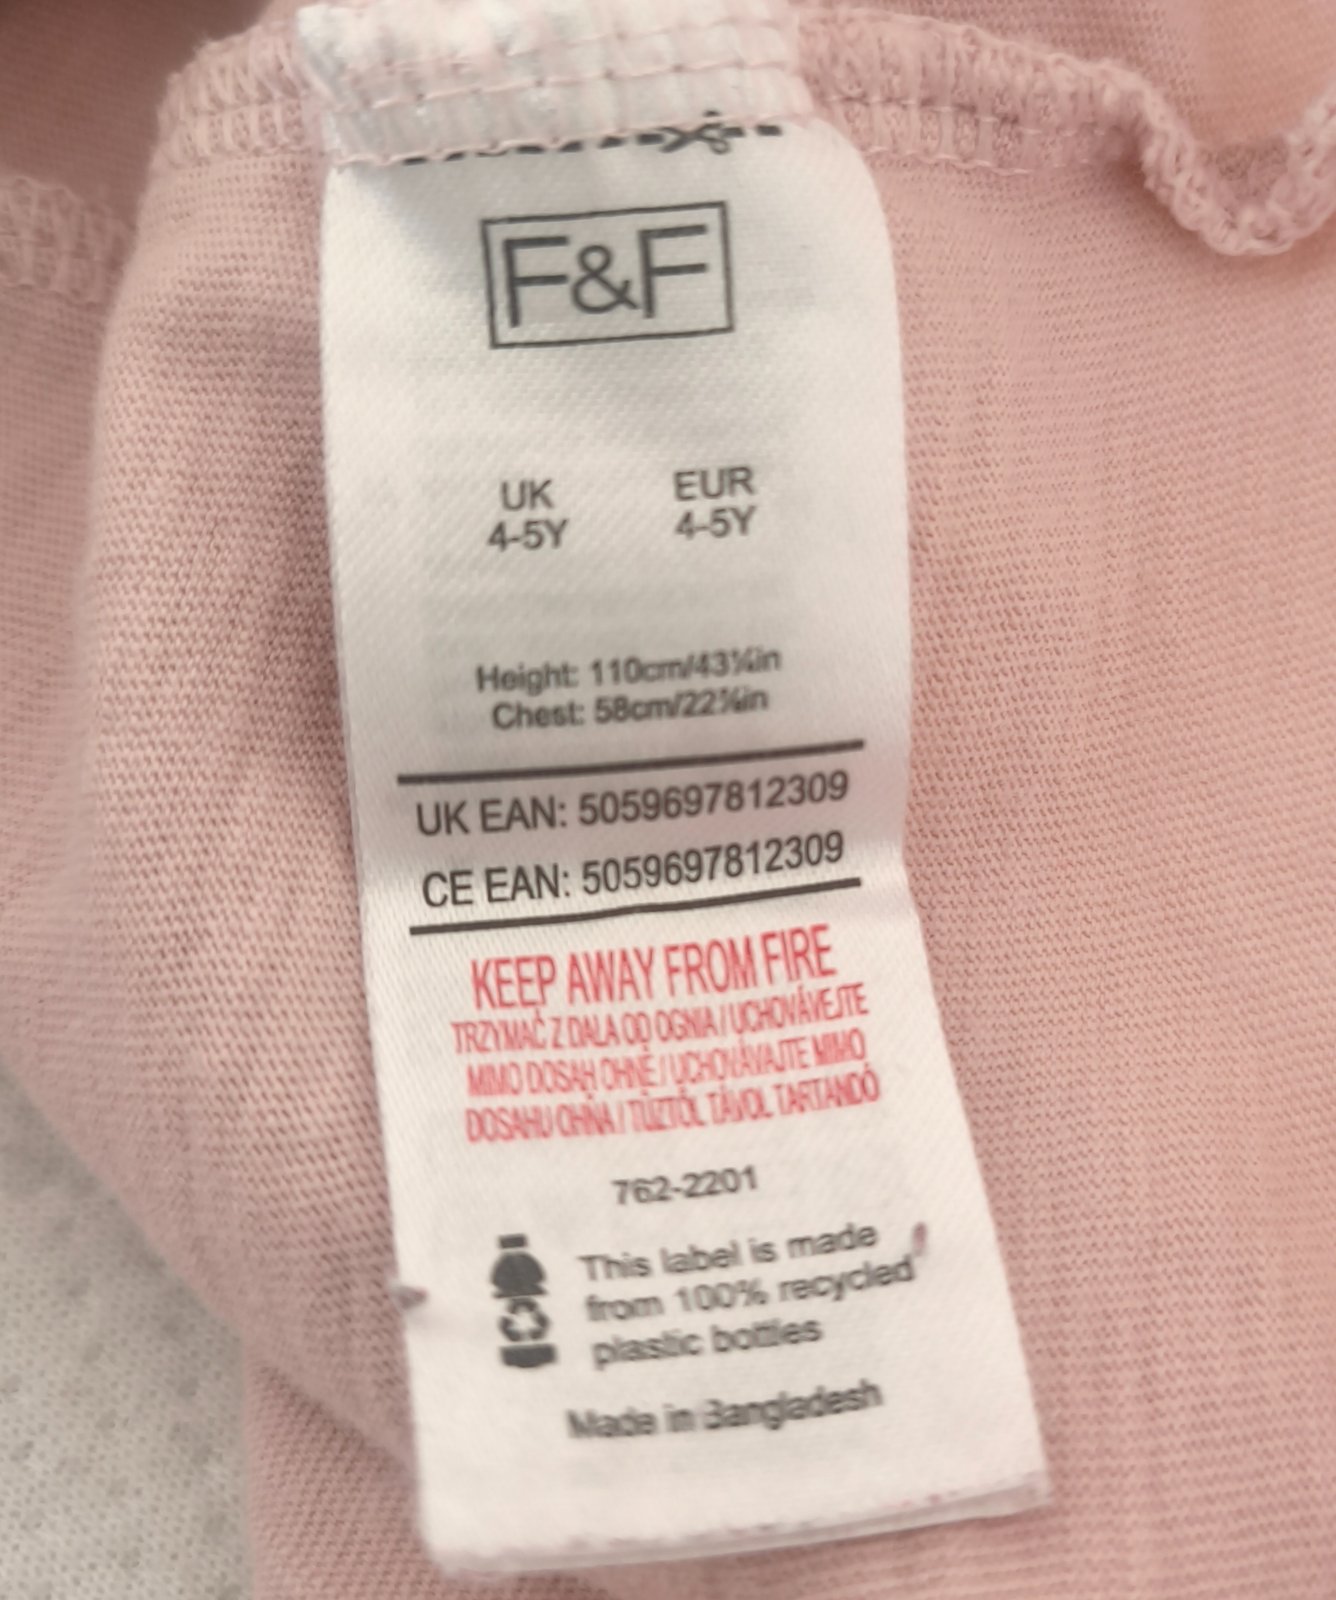 F&F
UK EUR
4-5Y 4-5Y
Height: 110cm/43¼in
Chest: 58cm/22⅞in
UK EAN: 5059697812309
CE EAN: 5059697812309
KEEP AWAY FROM FIRE
TRZYMAĆ Z DALA OD OGNIA / UCHOVÁVEJTE
MIMO DOSAH OHNĚ / UCHOVÁVAJTE MIMO
DOSAHU OHŇA / TŰZTŐL TÁVOL TARTANDÓ
762-2201
This label is made
from 100% recycled
plastic bottles
Made in Bangladesh